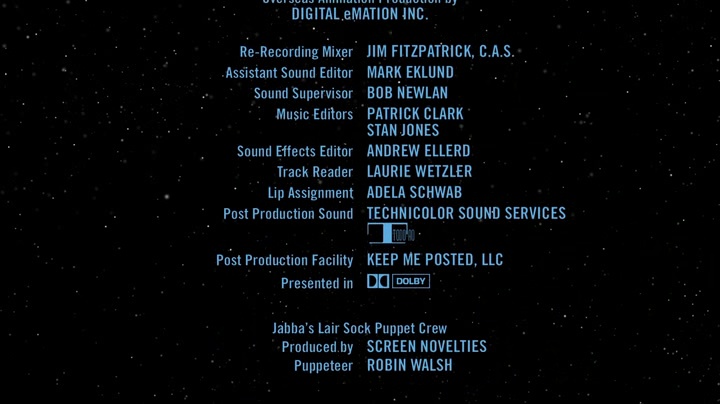 Overseas Animation Production by
DIGITAL eMATION INC.
Re-Recording Mixer JIM FITZPATRICK, C.A.S.
Assistant Sound Editor MARK EKLUND
Sound Supervisor BOB NEWLAN
Music Editors PATRICK CLARK
STAN JONES
Sound Effects Editor ANDREW ELLERD
Track Reader LAURIE WETZLER
Lip Assignment ADELA SCHWAB
Post Production Sound TECHNICOLOR SOUND SERVICES
Post Production Facility KEEP ME POSTED, LLC
Presented in DOLBY
Jabba's Lair Sock Puppet Crew
Produced by SCREEN NOVELTIES
Puppeteer ROBIN WALSH